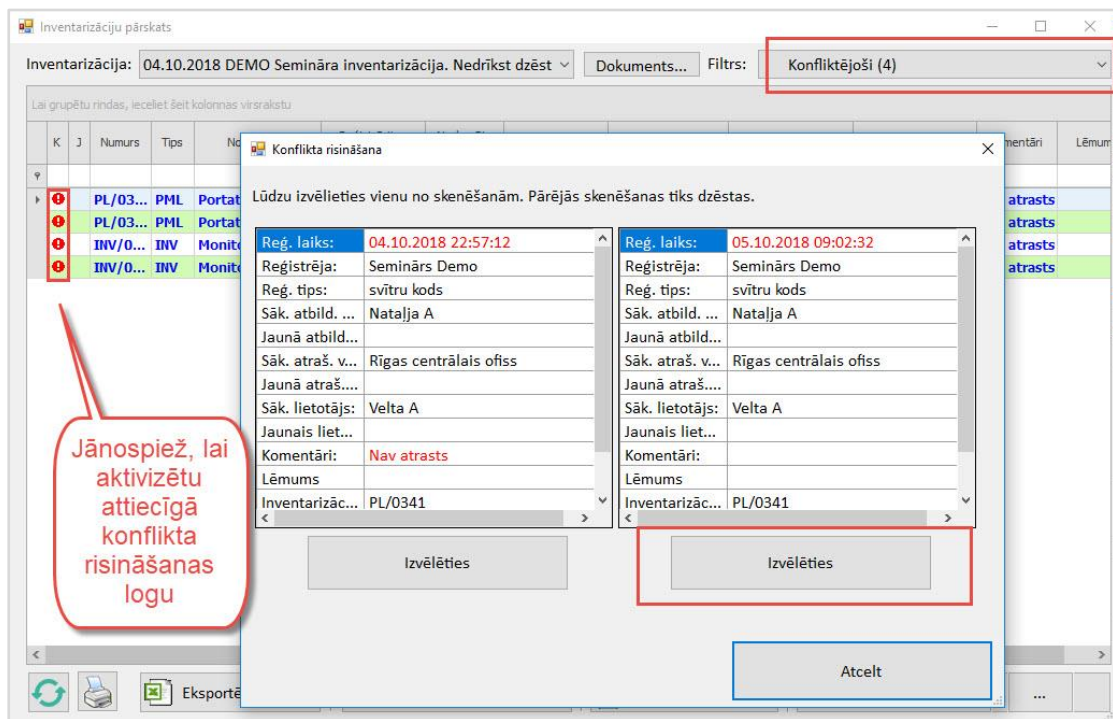 Inventarizāciju pārskats
Inventarizācija: 04.10.2018 DEMO Semināra inventarizācija. Nedrīkst dzēst Dokuments... Filtrs: Konfliktējoši (4)
Lai grupētu rindas, ieceliet šeit kolonnas virsrakstu
K J Numurs Tips No mentāri Lēmum
PL/03... PML Portat atrasts
PL/03... PML Portat
INV/0... INV Monito atrasts
INV/0... INV Monito atrasts
Konflikta risināšana
Lūdzu izvēlieties vienu no skenēšanām. Pārējās skenēšanas tiks dzēstas.
Reģ. laiks: 04.10.2018 22:57:12 Reģ. laiks: 05.10.2018 09:02:32
Reģistrēja: Seminārs Demo Reģistrēja: Seminārs Demo
Reģ. tips: svītru kods Reģ. tips: svītru kods
Sāk. atbild. ... Nataļja A Sāk. atbild. ... Nataļja A
Jaunā atbild... Jaunā atbild...
Sāk. atraš. v... Rīgas centrālais ofiss Sāk. atraš. v... Rīgas centrālais ofiss
Jaunā atraš.... Jaunā atraš....
Sāk. lietotājs: Velta A Sāk. lietotājs: Velta A
Jaunais liet... Jaunais liet...
Komentāri: Nav atrasts Komentāri:
Lēmums Lēmums
Inventarizāc... PL/0341 Inventarizāc... PL/0341
Izvēlēties Izvēlēties
Atcelt
Jānospiež, lai
aktivizētu
attiecīgā
konflikta
risināšanas
logu
Eksportē ...